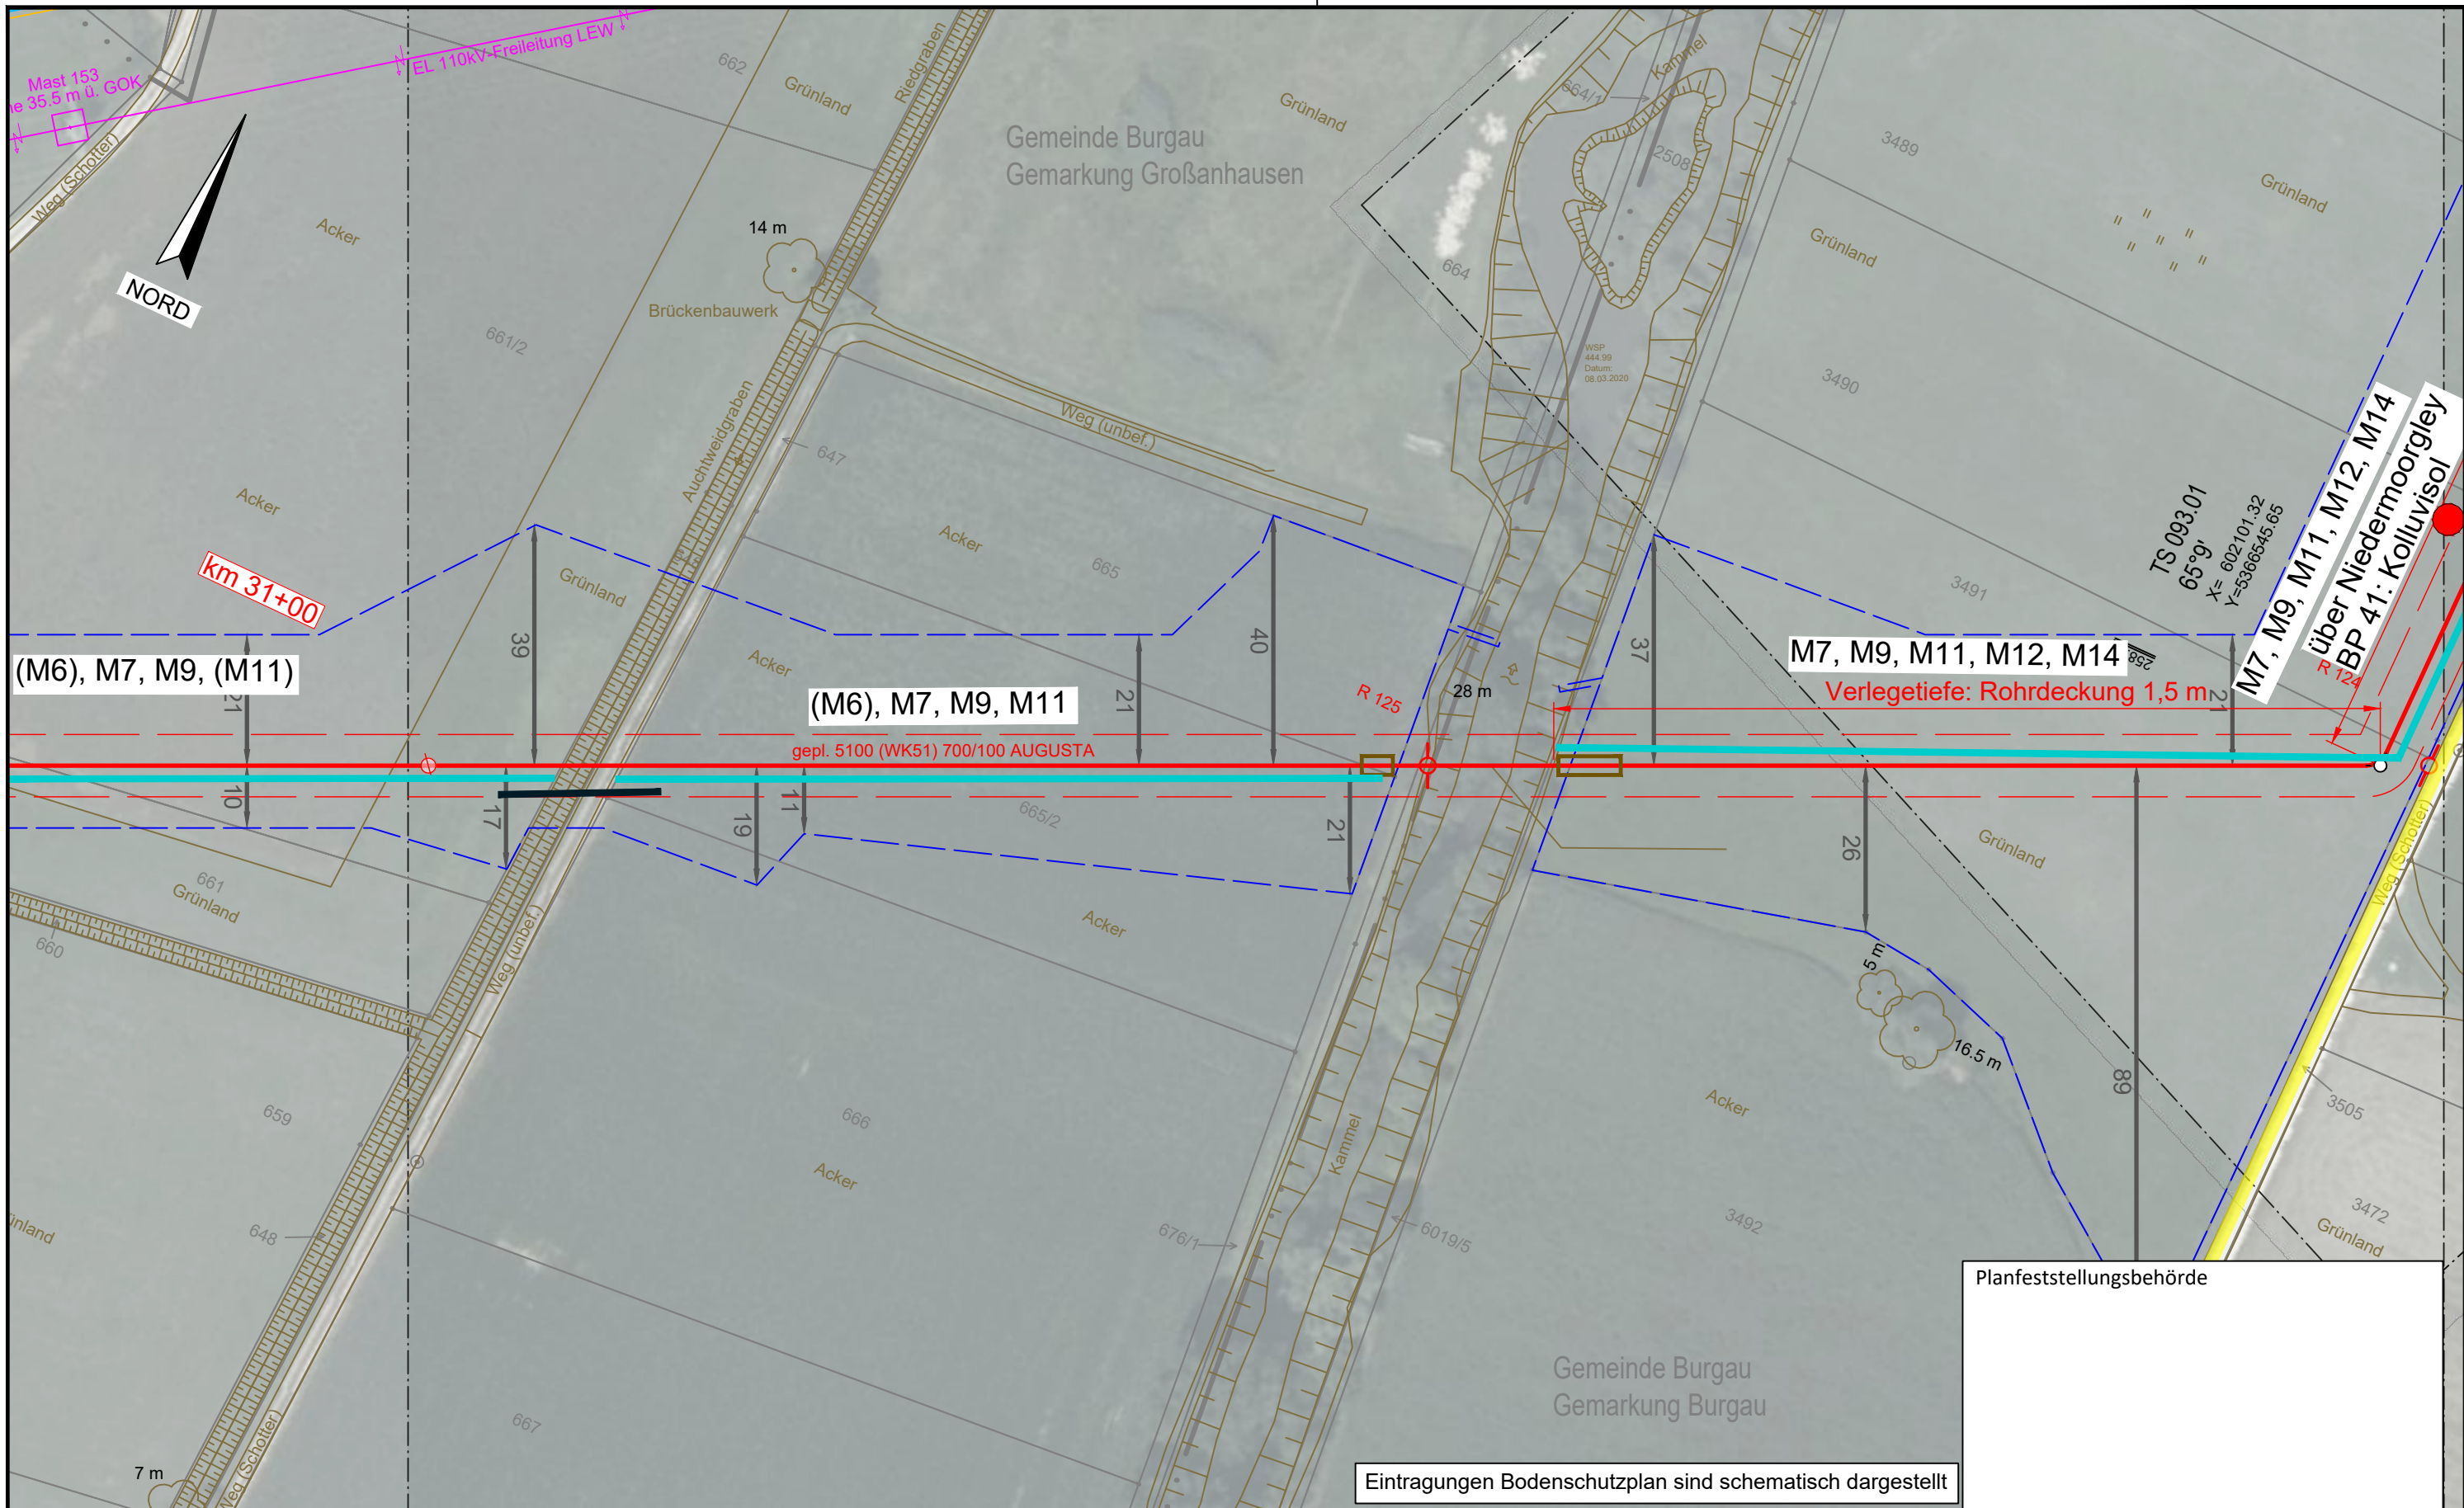 EL 110kV-Freileitung LEW
Mast 153
he 35.5 m ü. GOK
Weg (Schotter)
NORD
Acker
662
Grünland
Riedgraben
Gemeinde Burgau
Gemarkung Großanhausen
Grünland
Kammel
664/1
2508
3489
Grünland
Grünland
14 m
Brückenbauwerk
661/2
664
WSP
444.99
Datum:
08.03.2020
3490
Auchtweidgraben
647
Weg (unbef.)
Acker
Acker
665
km 31+00
Grünland
39
40
37
3491
TS 093.01
65°9'
X= 602101.32
Y=5366545.65
M7, M9, M11, M12, M14
über Niedermoorgley
BP 41: Kolluvisol
R 124
(M6), M7, M9, (M11)
21
Acker
(M6), M7, M9, M11
21
R 125
28 m
M7, M9, M11, M12, M14
Verlegetiefe: Rohrdeckung 1,5 m
21
gepl. 5100 (WK51) 700/100 AUGUSTA
10
17
19
11
665/2
21
26
Grünland
Weg (Schotter)
661
Grünland
660
Weg (unbef.)
Acker
5 m
16.5 m
89
659
666
Acker
Kammel
Acker
3505
648
676/1
6019/5
3492
3472
Grünland
Planfeststellungsbehörde
Gemeinde Burgau
Gemarkung Burgau
667
7 m
Weg (Schotter)
Eintragungen Bodenschutzplan sind schematisch dargestellt